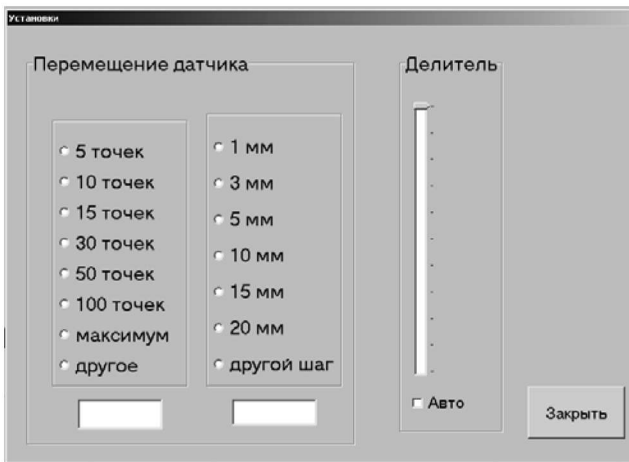 Установки
Перемещение датчика
5 точек
10 точек
15 точек
30 точек
50 точек
100 точек
максимум
другое
1 мм
3 мм
5 мм
10 мм
15 мм
20 мм
другой шаг
Делитель
Авто
Закрыть